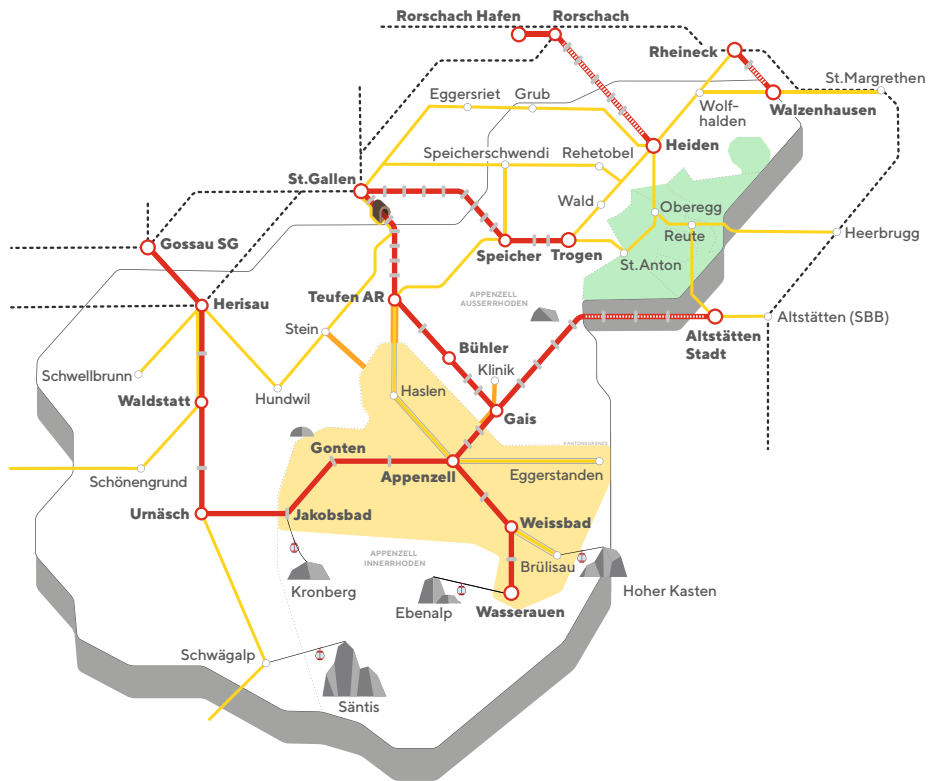 Rorschach Hafen
Rorschach
Rheineck
St.Margrethen
Eggersriet
Grub
Wolf-
halden
Walzenhausen
Heiden
Speicherschwendi
Rehetobel
St.Gallen
Wald
Oberegg
Reute
Heerbrugg
Gossau SG
Speicher
Trogen
St.Anton
Teufen AR
APPENZELL
AUSSERRHODEN
Herisau
Stein
Altstätten (SBB)
Altstätten
Stadt
Bühler
Klinik
Schwellbrunn
Hundwil
Haslen
Waldstatt
Gais
KANTONSGRENZE
Gonten
Appenzell
Eggerstanden
Schönengrund
Urnäsch
Jakobsbad
Weissbad
APPENZELL
INNERRHODEN
Brülisau
Kronberg
Ebenalp
Wasserauen
Hoher Kasten
Schwägalp
Säntis